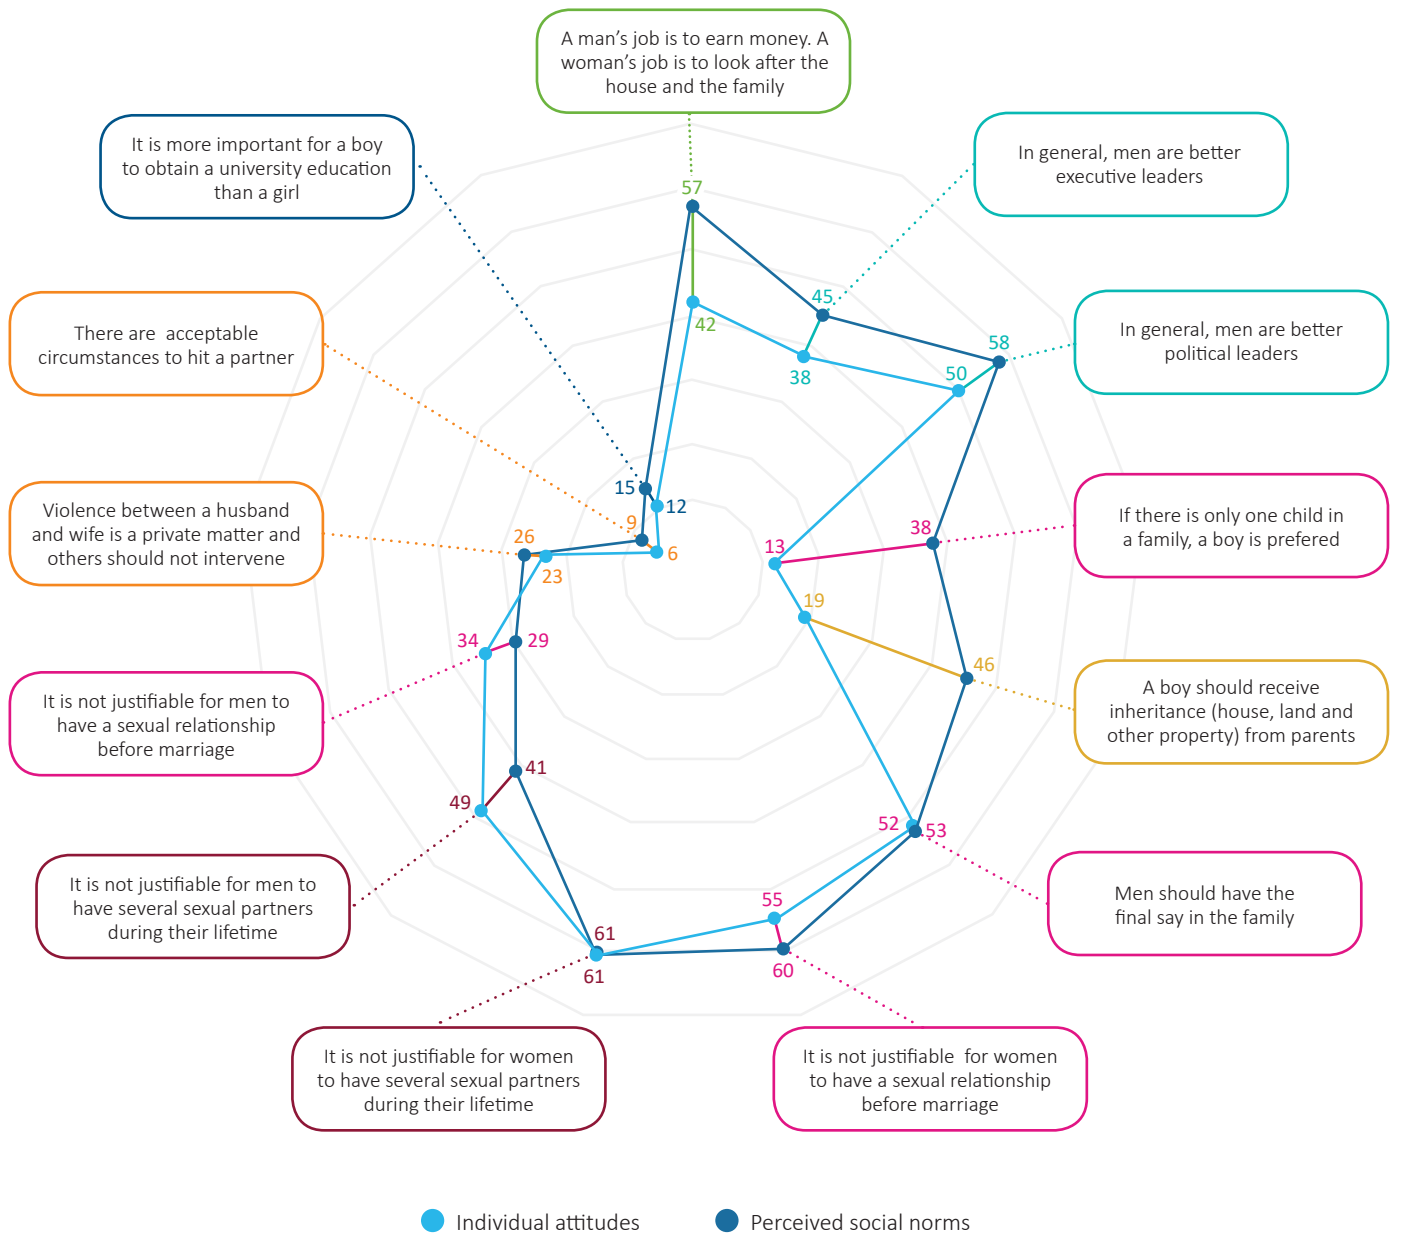 A man's job is to earn money. A
woman's job is to look after the
house and the family
It is more important for a boy
to obtain a university education
than a girl
In general, men are better
executive leaders
57
42
45
38
There are  acceptable
circumstances to hit a partner
In general, men are better
political leaders
58
50
15
12
Violence between a husband
and wife is a private matter and
others should not intervene
26
23
9
6
13
38
If there is only one child in
a family, a boy is prefered
19
46
34
29
It is not justifiable for men to
have a sexual relationship
before marriage
A boy should receive
inheritance (house, land and
other property) from parents
41
49
52
53
It is not justifiable for men to
have several sexual partners
during their lifetime
Men should have the
final say in the family
61
61
55
60
It is not justifiable for women
to have several sexual partners
during their lifetime
It is not justifiable  for women
to have a sexual relationship
before marriage
Individual attitudes
Perceived social norms